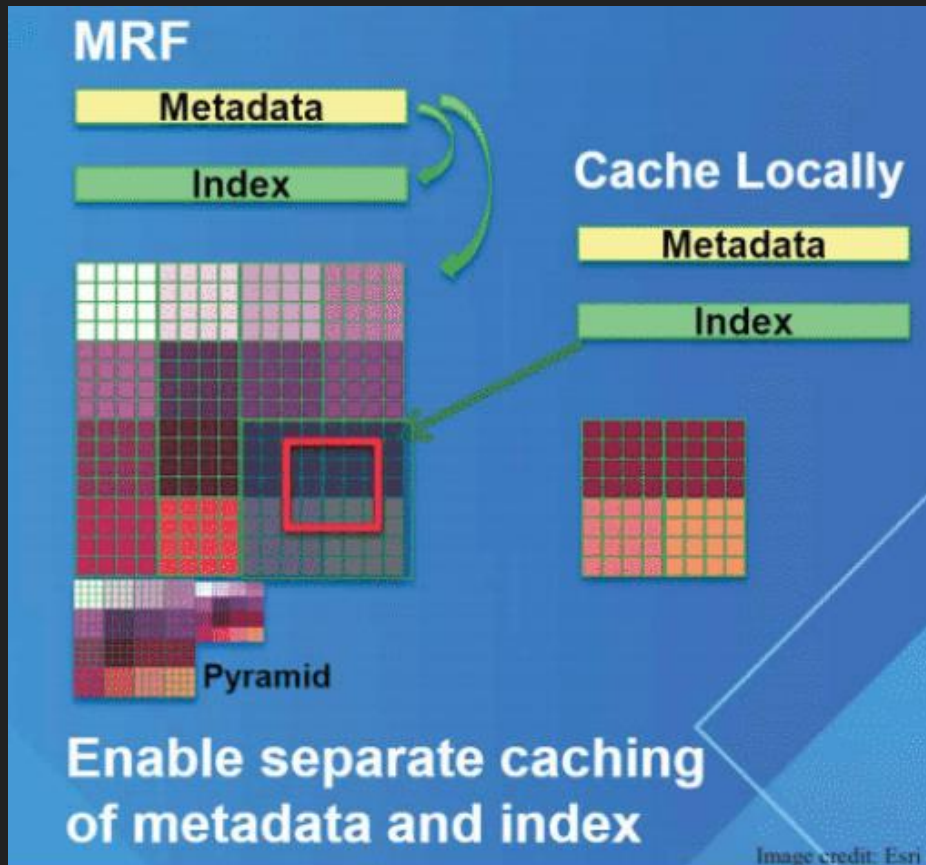 MRF
Metadata
Index
Cache Locally
Metadata
Index
Pyramid
Enable separate caching
of metadata and index
Image credit: Esri